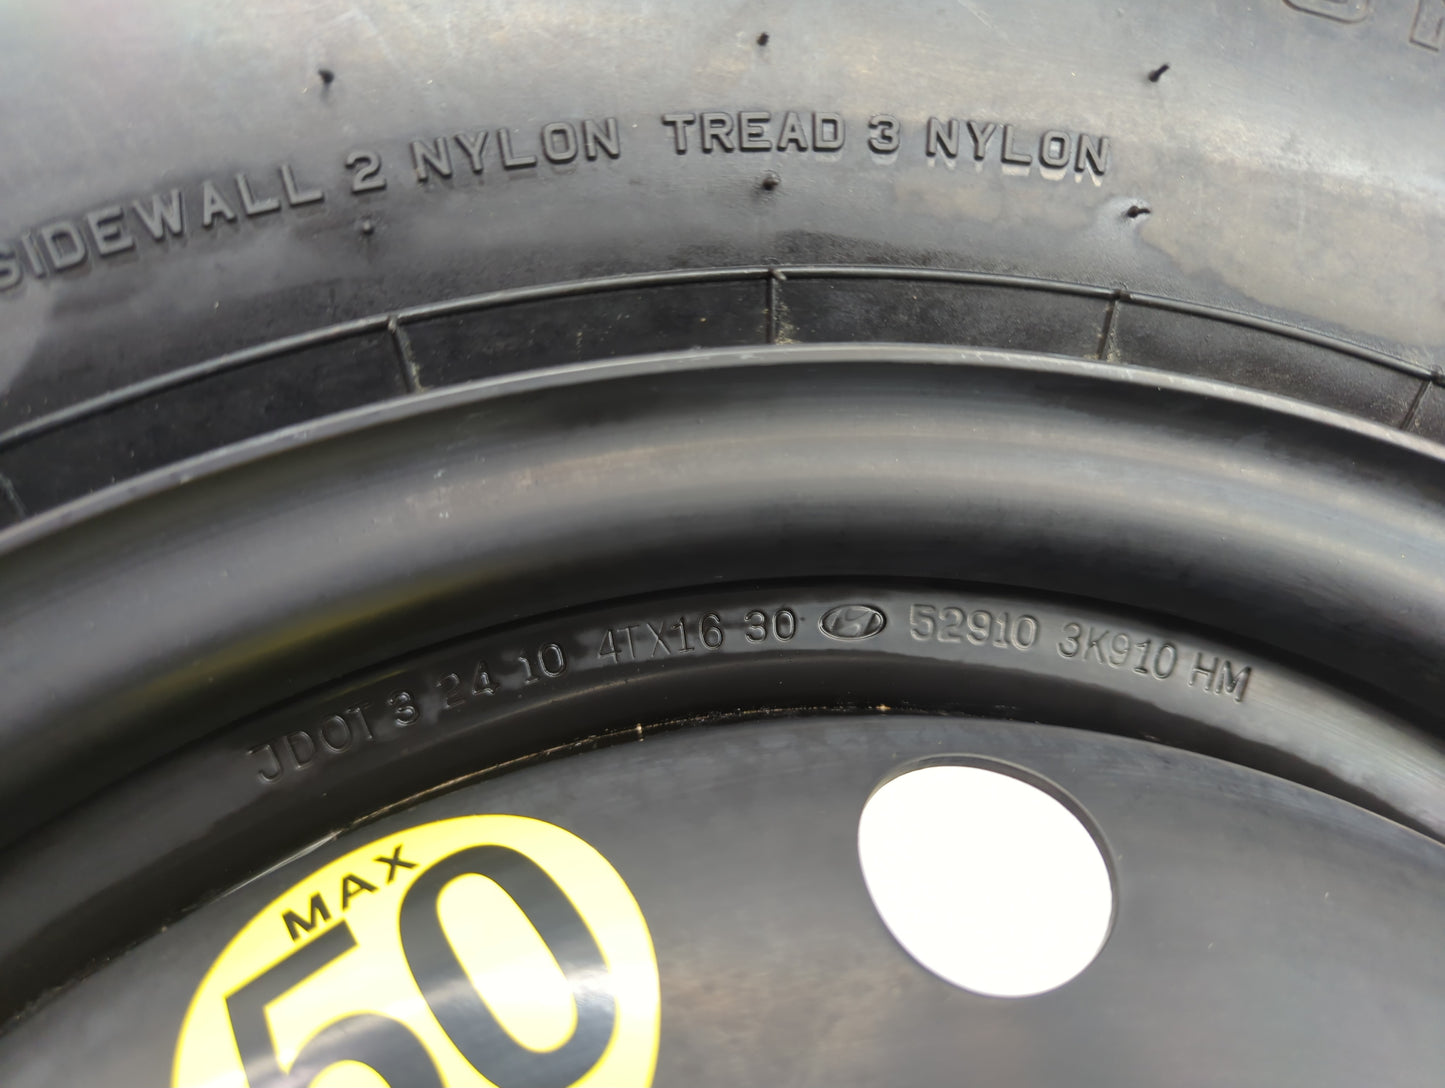 SIDEWALL 2 NYLON TREAD 3 NYLON
JDOT 3 24 10 4TX16 30 52910 3K910 HM
MAX
50